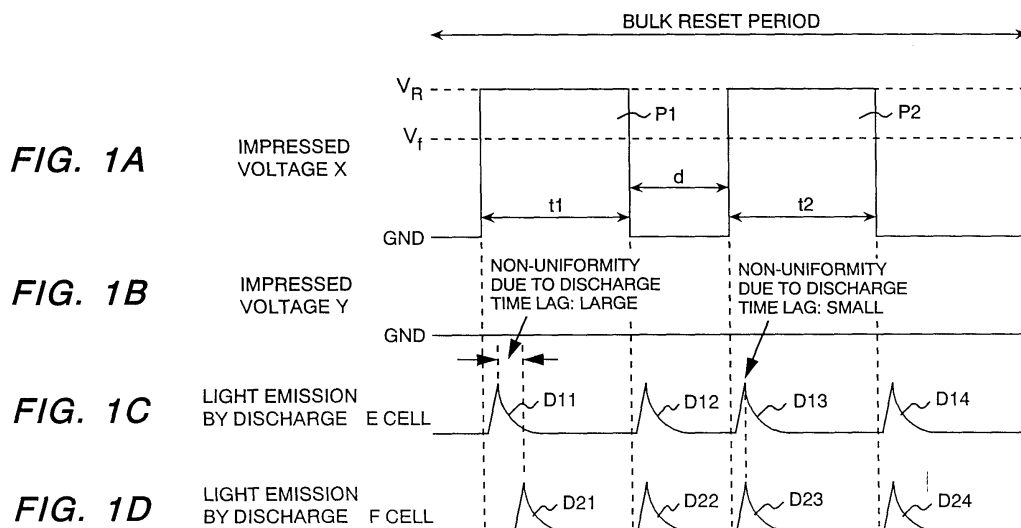 BULK RESET PERIOD
FIG. 1A
IMPRESSED
VOLTAGE X
VR
Vf
GND
P1
P2
d
t1
t2
FIG. 1B
IMPRESSED
VOLTAGE Y
NON-UNIFORMITY
DUE TO DISCHARGE
TIME LAG: LARGE
NON-UNIFORMITY
DUE TO DISCHARGE
TIME LAG: SMALL
GND
FIG. 1C
LIGHT EMISSION
BY DISCHARGE E CELL
D11
D12
D13
D14
FIG. 1D
LIGHT EMISSION
BY DISCHARGE F CELL
D21
D22
D23
D24